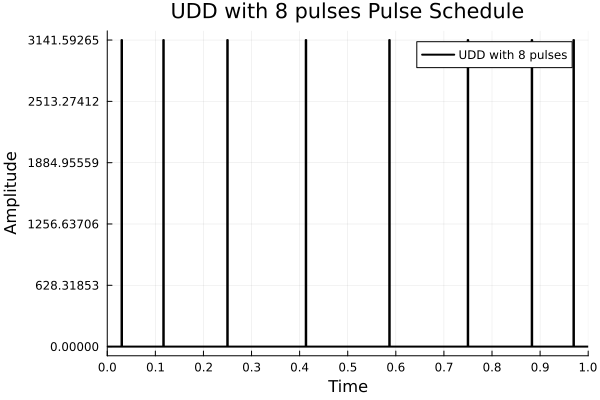 UDD with 8 pulses Pulse Schedule
3141.59265
UDD with 8 pulses
2513.27412
1884.95559
Amplitude
1256.63706
628.31853
0.00000
0.0 0.1 0.2 0.3 0.4 0.5 0.6 0.7 0.8 0.9 1.0
Time